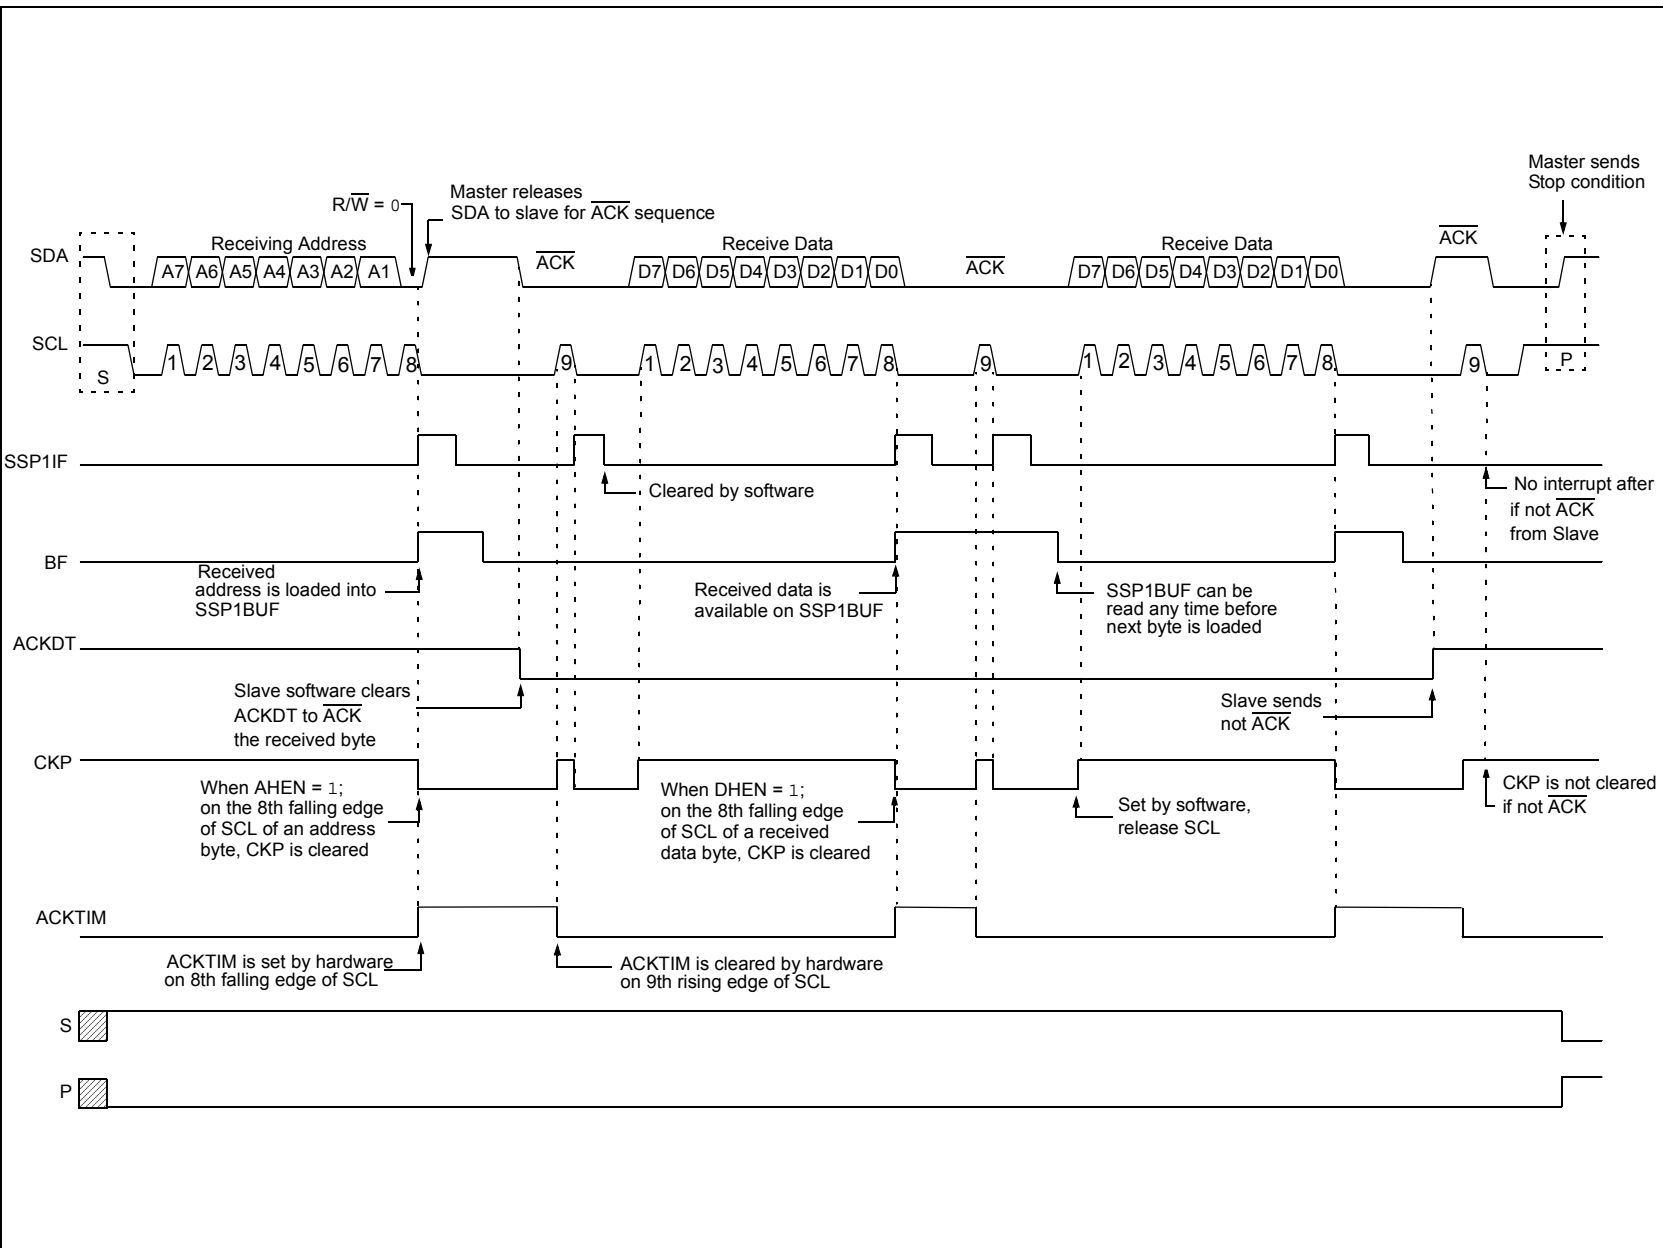 Master sends
Stop condition
R/W = 0
Master releases
SDA to slave for ACK sequence
SDA
Receiving Address
A7 A6 A5 A4 A3 A2 A1
ACK
Receive Data
D7 D6 D5 D4 D3 D2 D1 D0
ACK
Receive Data
D7 D6 D5 D4 D3 D2 D1 D0
ACK
SCL
S
1 2 3 4 5 6 7 8 9
1 2 3 4 5 6 7 8 9
1 2 3 4 5 6 7 8 9
P
SSP1IF
Cleared by software
No interrupt after
if not ACK
from Slave
BF
Received
address is loaded into
SSP1BUF
Received data is
available on SSP1BUF
SSP1BUF can be
read any time before
next byte is loaded
ACKDT
Slave software clears
ACKDT to ACK
the received byte
Slave sends
not ACK
CKP
When AHEN = 1;
on the 8th falling edge
of SCL of an address
byte, CKP is cleared
When DHEN = 1;
on the 8th falling edge
of SCL of a received
data byte, CKP is cleared
Set by software,
release SCL
CKP is not cleared
if not ACK
ACKTIM
ACKTIM is set by hardware
on 8th falling edge of SCL
ACKTIM is cleared by hardware
on 9th rising edge of SCL
S
P